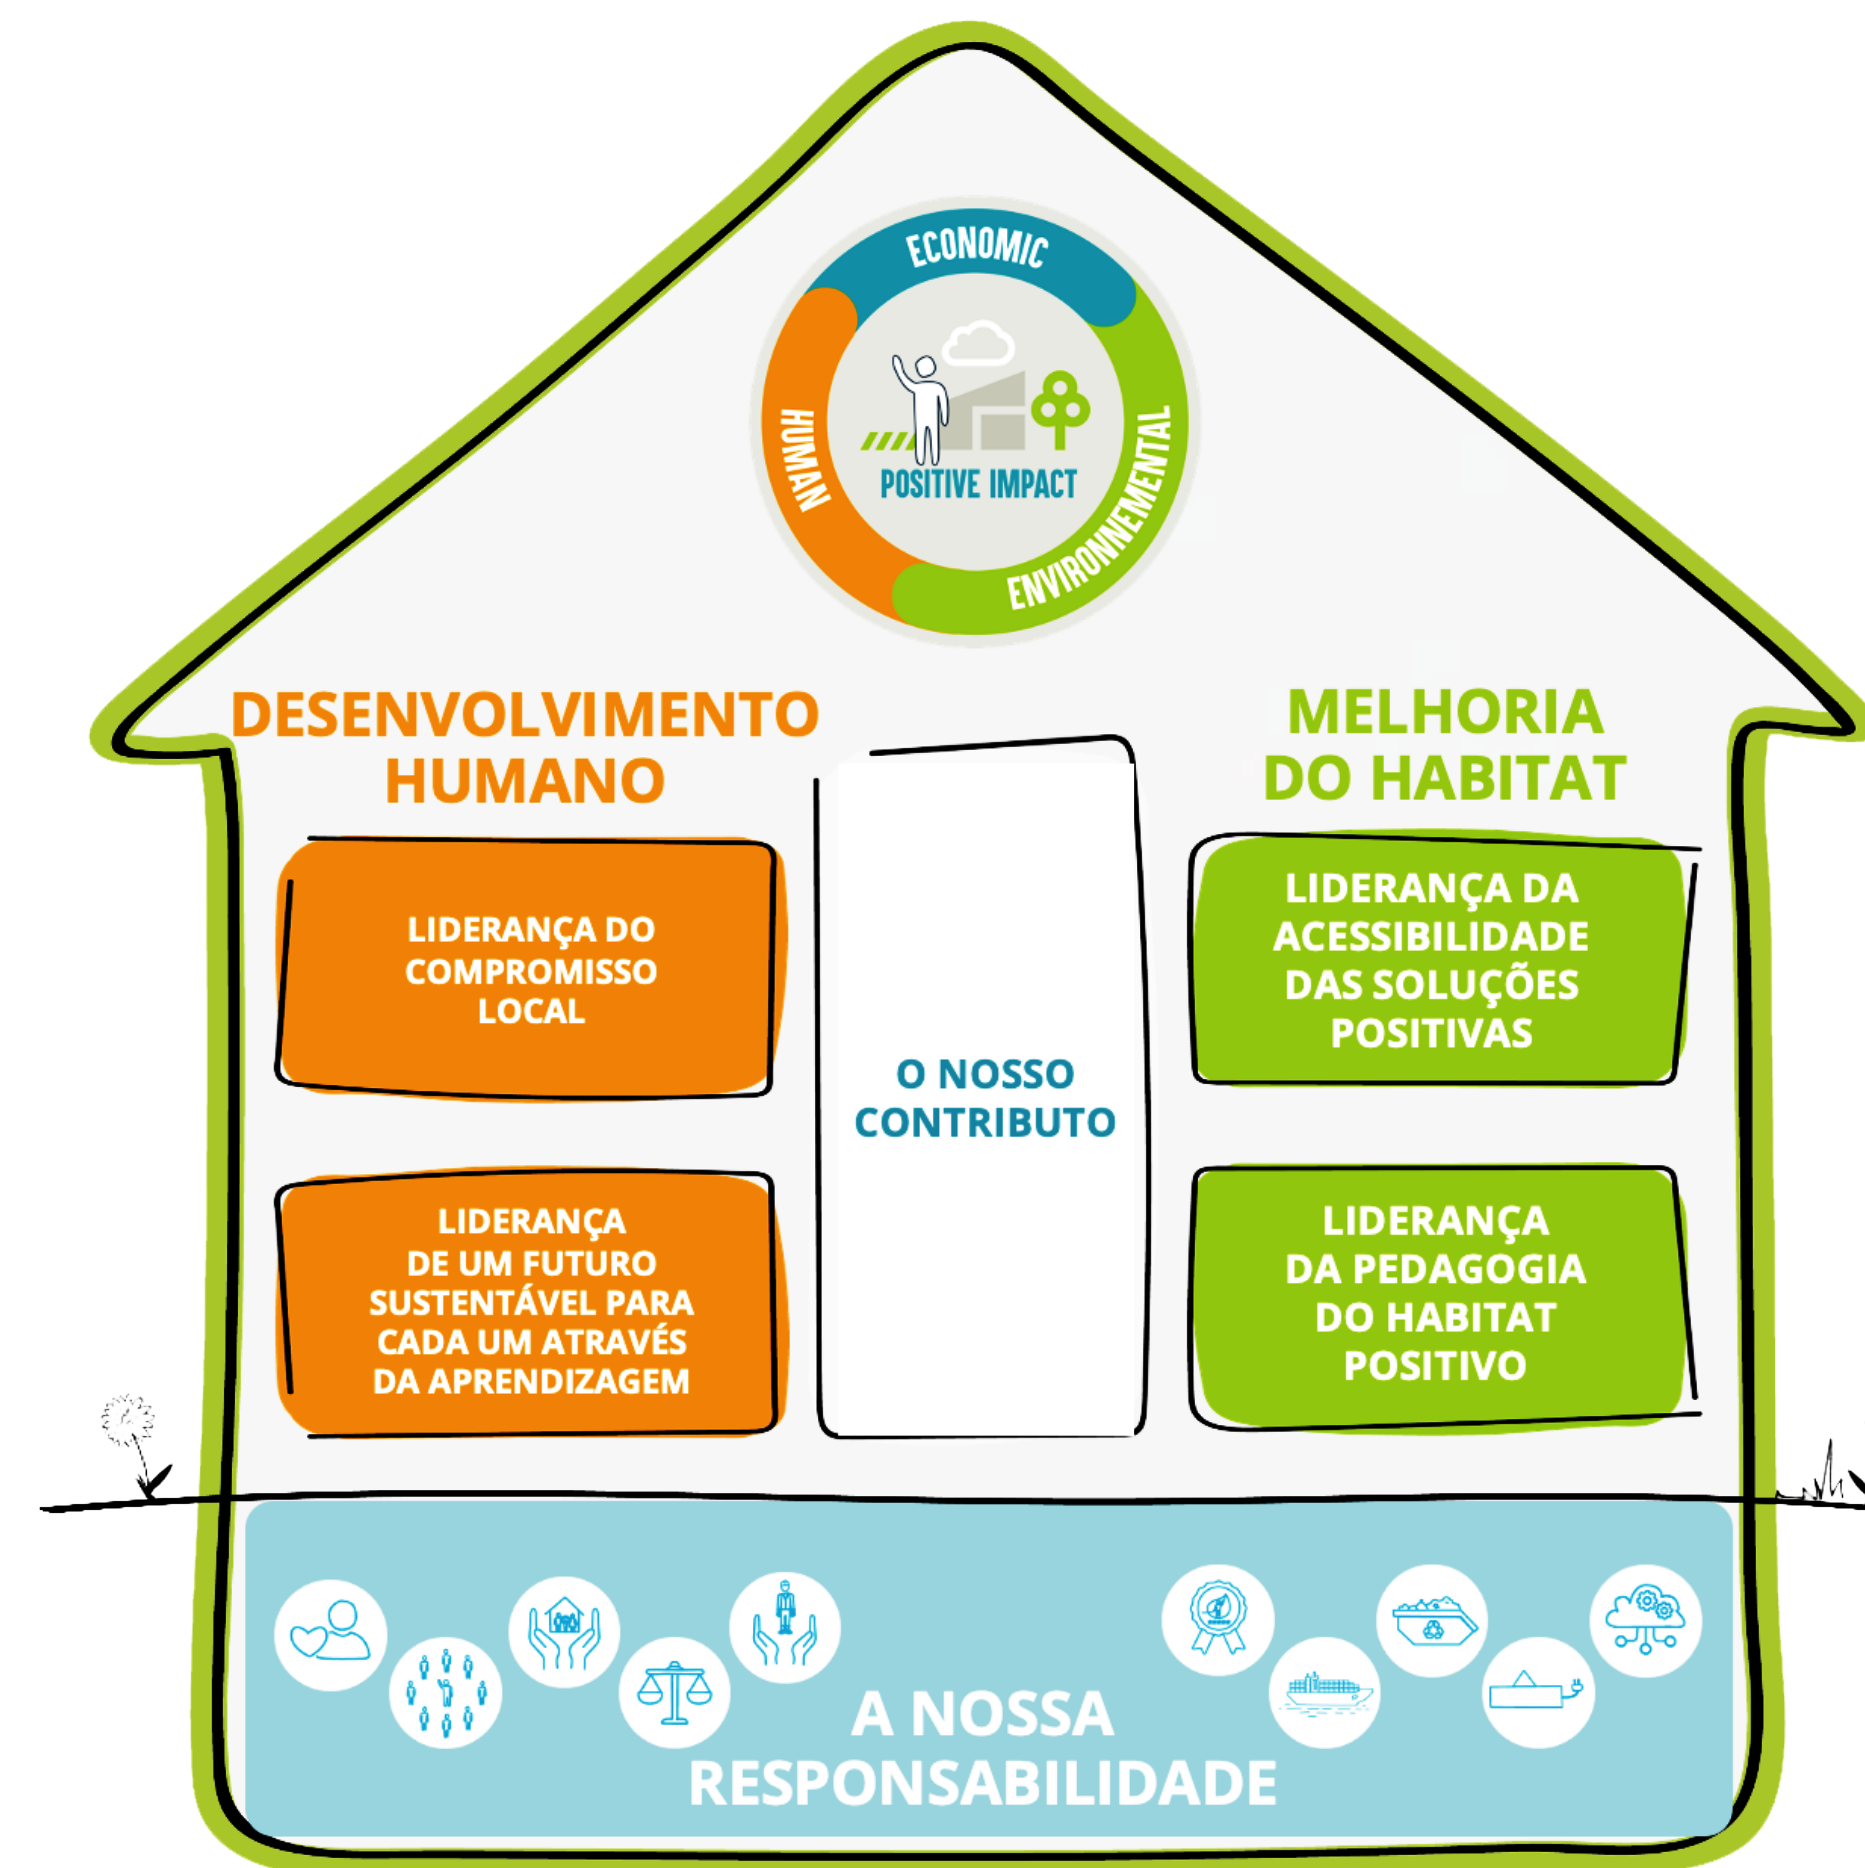 ECONOMIC
HUMAN
ENVIRONNEMENTAL
POSITIVE IMPACT
DESENVOLVIMENTO
HUMANO
LIDERANÇA DO
COMPROMISSO
LOCAL
LIDERANÇA
DE UM FUTURO
SUSTENTÁVEL PARA
CADA UM ATRAVÉS
DA APRENDIZAGEM
O NOSSO
CONTRIBUTO
MELHORIA
DO HABITAT
LIDERANÇA DA
ACESSIBILIDADE
DAS SOLUÇÕES
POSITIVAS
LIDERANÇA
DA PEDAGOGIA
DO HABITAT
POSITIVO
A NOSSA
RESPONSABILIDADE